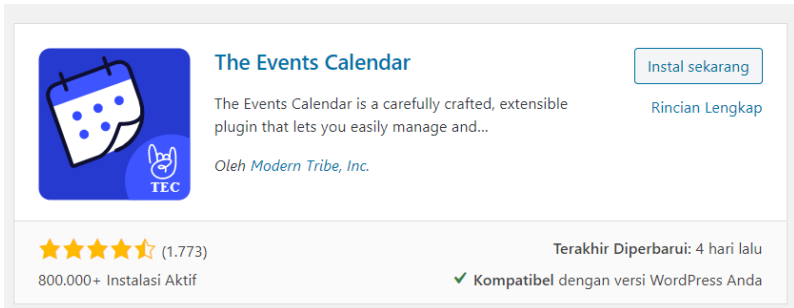 The Events Calendar
Instal sekarang
Rincian Lengkap
The Events Calendar is a carefully crafted, extensible
plugin that lets you easily manage and...
Oleh Modern Tribe, Inc.
TEC
(1.773)
Terakhir Diperbarui: 4 hari lalu
800.000+ Instalasi Aktif
Kompatibel dengan versi WordPress Anda